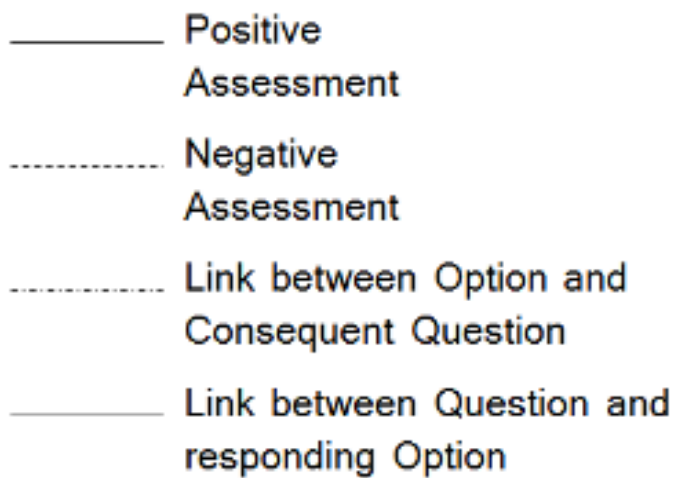 Positive
Assessment
Negative
Assessment
Link between Option and
Consequent Question
Link between Question and
responding Option